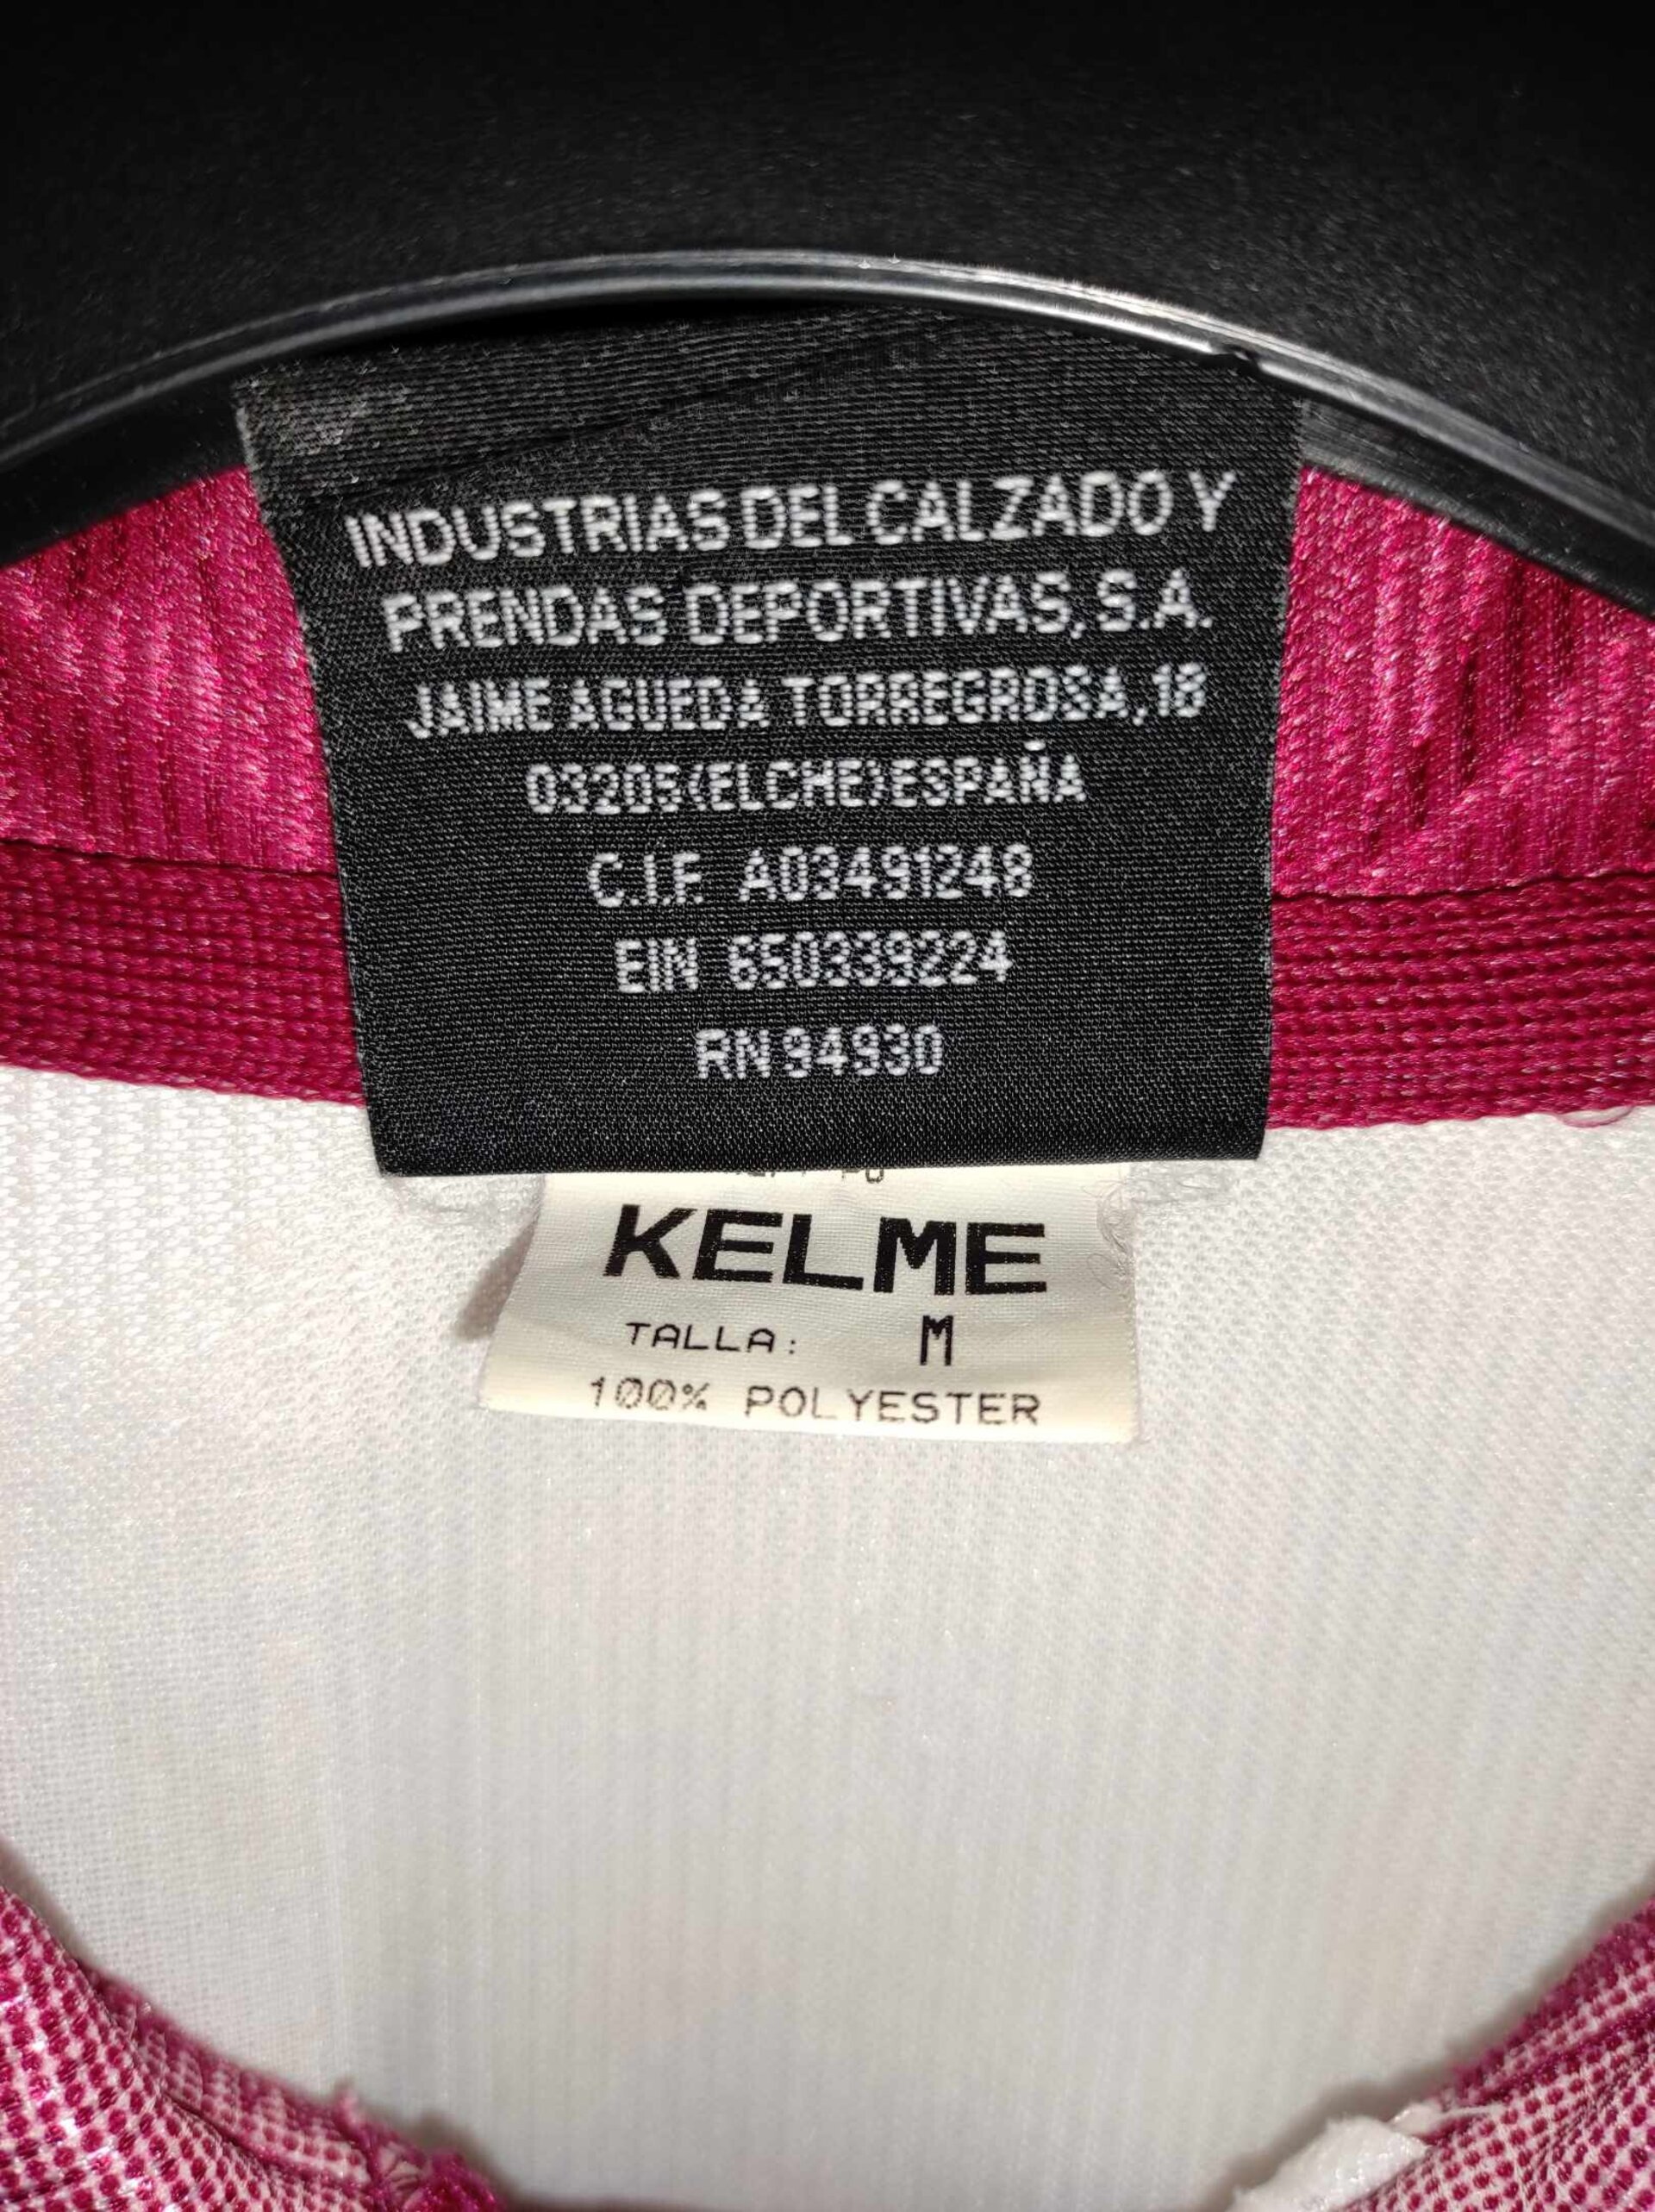 INDUSTRIAS DEL CALZADO Y
PRENDAS DEPORTIVAS, S.A.
JAIME AGUEDA TORREGROSA, 18
03205 (ELCHE) ESPAÑA
C.I.F. A03491248
EIN 650339224
RN 94930
KELME
TALLA: M
100% POLYESTER